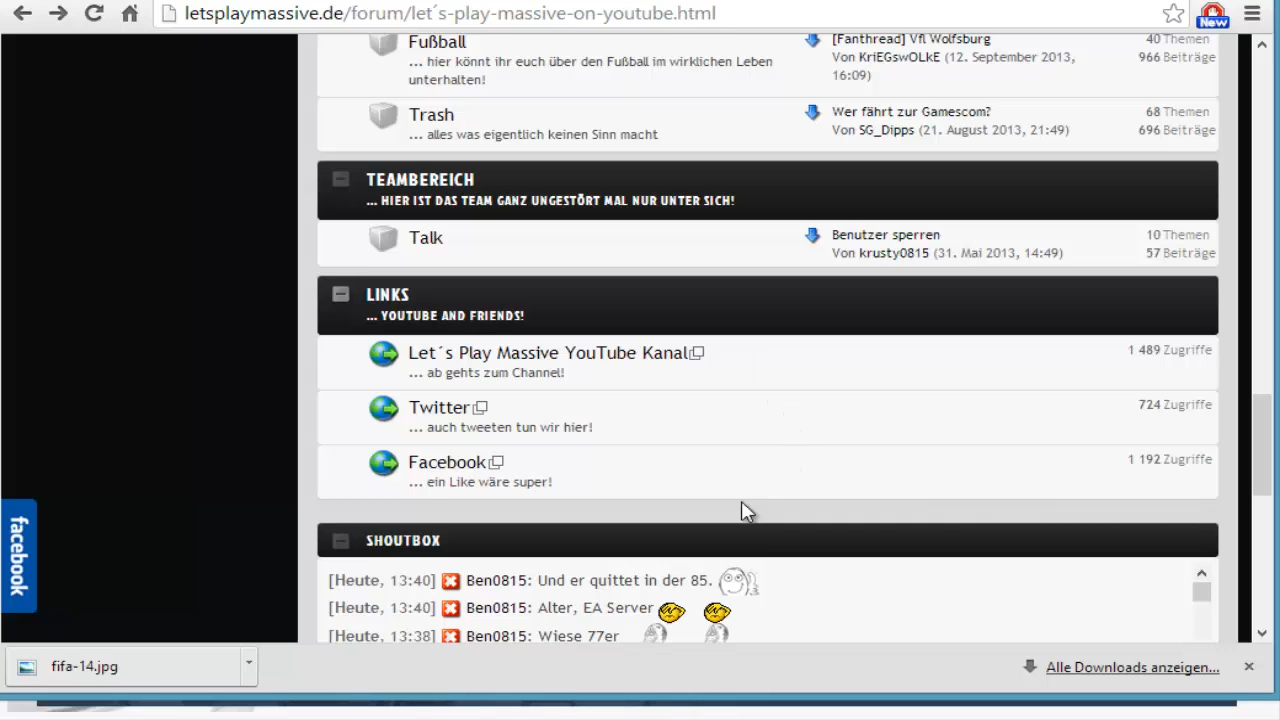 letsplaymassive.de/forum/let´s-play-massive-on-youtube.html
New
Fußball
... hier könnt ihr euch über den Fußball im wirklichen Leben
unterhalten!
[Fanthread] Vfl Wolfsburg
Von KriEGswOLkE (12. September 2013,
16:09)
40 Themen
966 Beiträge
Trash
... alles was eigentlich keinen Sinn macht
Wer fährt zur Gamescom?
Von SG_Dipps (21. August 2013, 21:49)
68 Themen
696 Beiträge
TEAMBEREICH
... HIER IST DAS TEAM GANZ UNGESTÖRT MAL NUR UNTER SICH!
Talk
Benutzer sperren
Von krusty0815 (31. Mai 2013, 14:49)
10 Themen
57 Beiträge
LINKS
... YOUTUBE AND FRIENDS!
Let´s Play Massive YouTube Kanal
... ab gehts zum Channel!
1 489 Zugriffe
Twitter
... auch tweeten tun wir hier!
724 Zugriffe
Facebook
... ein Like wäre super!
1 192 Zugriffe
facebook
SHOUTBOX
[Heute, 13:40] Ben0815: Und er quittet in der 85.
[Heute, 13:40] Ben0815: Alter, EA Server
[Heute, 13:38] Ben0815: Wiese 77er
fifa-14.jpg
Alle Downloads anzeigen...